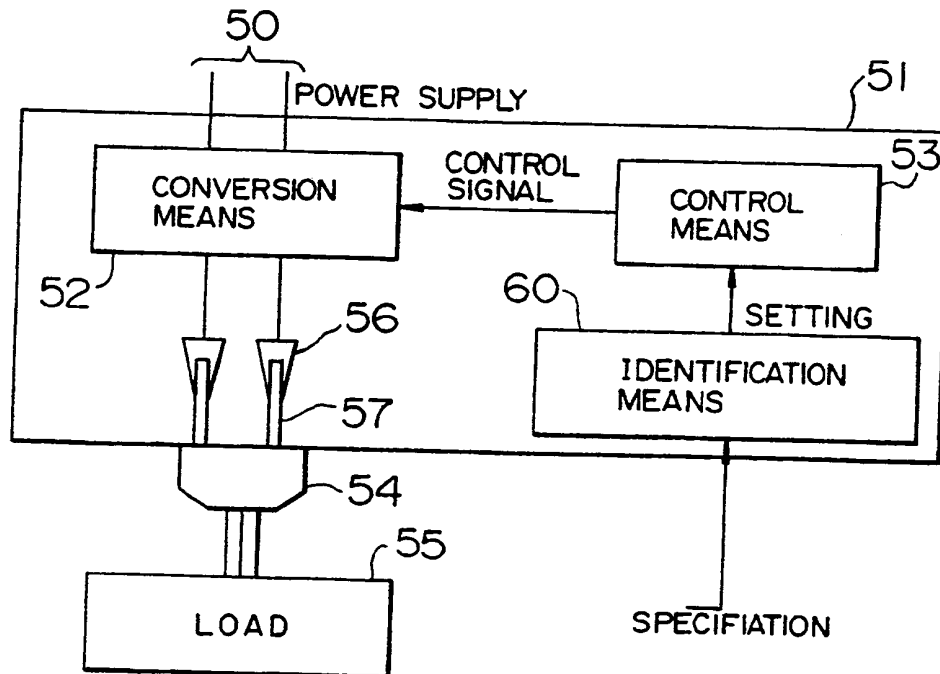 50
POWER SUPPLY
51
CONVERSION
MEANS
CONTROL
SIGNAL
53
CONTROL
MEANS
52
60
SETTING
56
IDENTIFICATION
MEANS
57
54
55
LOAD
SPECIFIATION